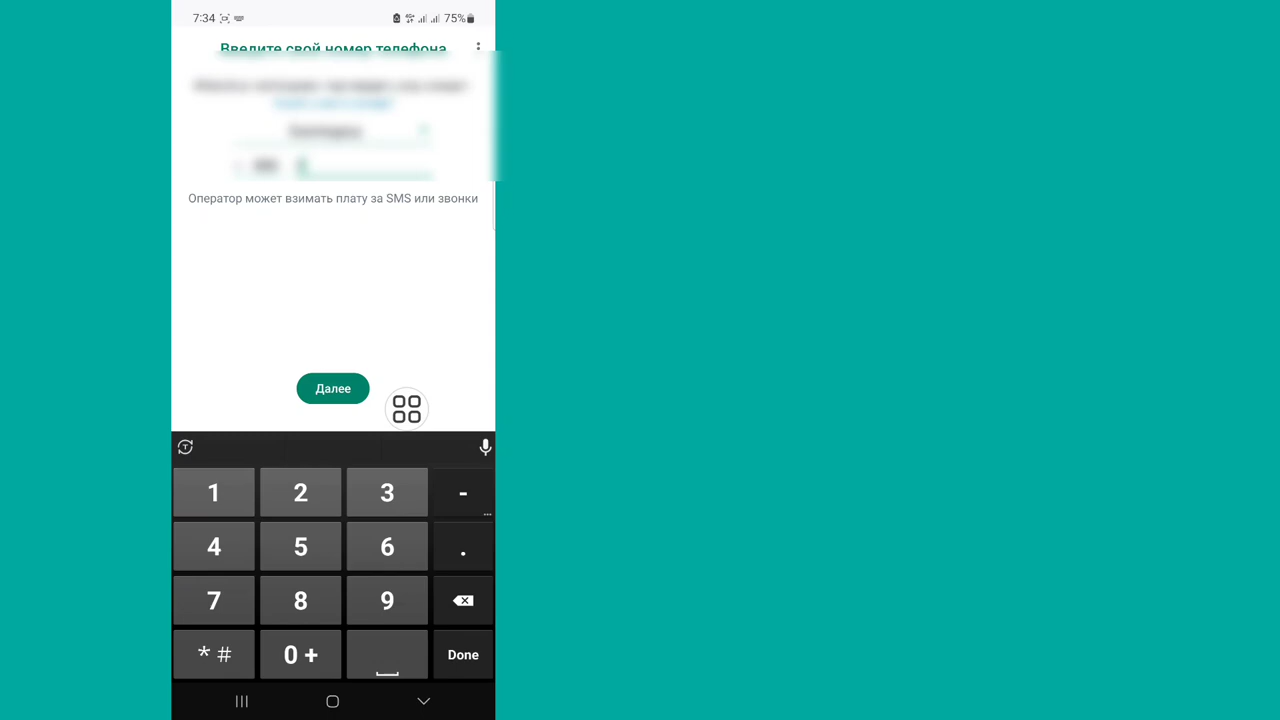 7:34 75%
Введите свой номер телефона
Оператор может взимать плату за SMS или звонки
Далее
1 2 3 -
4 5 6 .
7 8 9
* # 0 +
Done